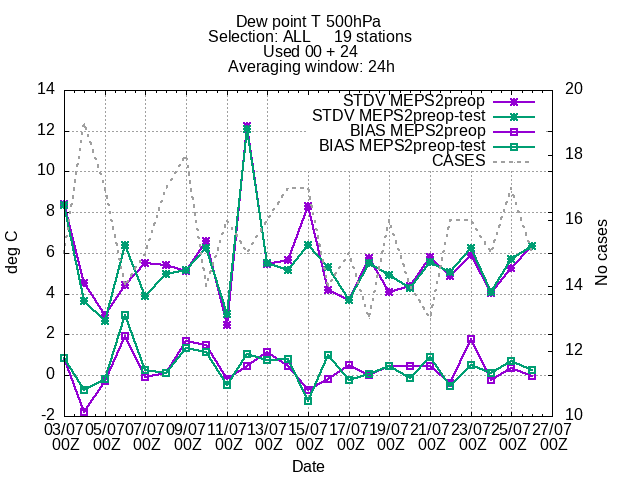 Dew point T 500hPa
Selection: ALL 19 stations
Used 00 + 24
Averaging window: 24h
deg C
14
12
10
8
6
4
2
0
-2
STDV MEPS2preop
STDV MEPS2preop-test
BIAS MEPS2preop
BIAS MEPS2preop-test
CASES
20
18
16
14
12
10
No cases
03/07 05/07 07/07 09/07 11/07 13/07 15/07 17/07 19/07 21/07 23/07 25/07 27/07
00Z 00Z 00Z 00Z 00Z 00Z 00Z 00Z 00Z 00Z 00Z 00Z 00Z
Date